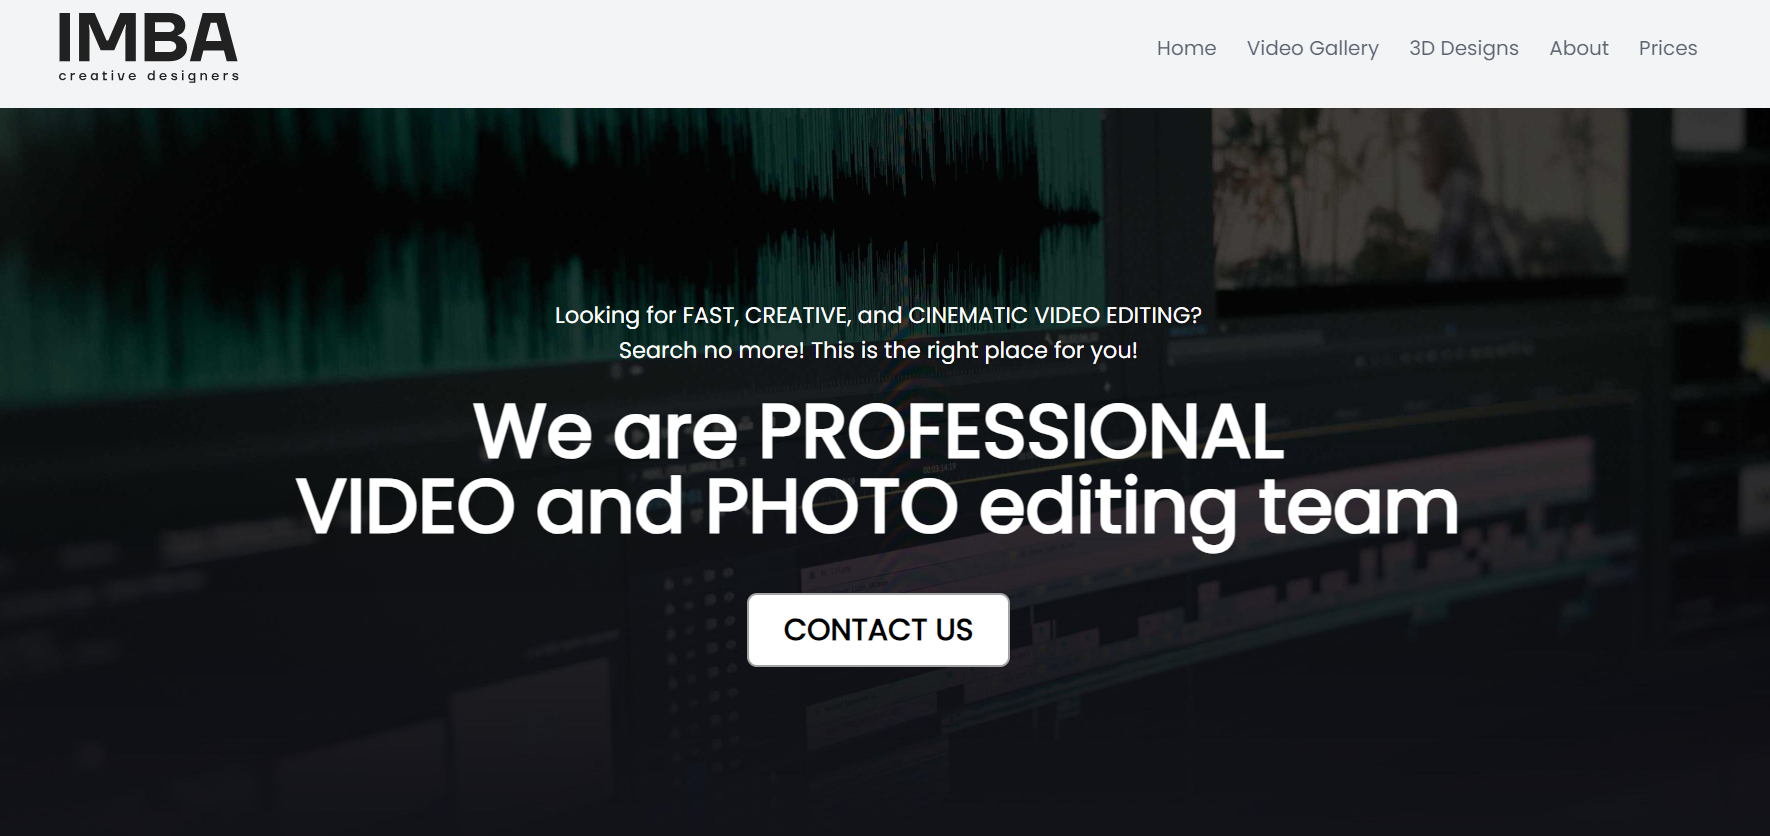 IMBA
creative designers
Home Video Gallery 3D Designs About Prices
Looking for FAST, CREATIVE, and CINEMATIC VIDEO EDITING?
Search no more! This is the right place for you!
We are PROFESSIONAL
VIDEO and PHOTO editing team
CONTACT US